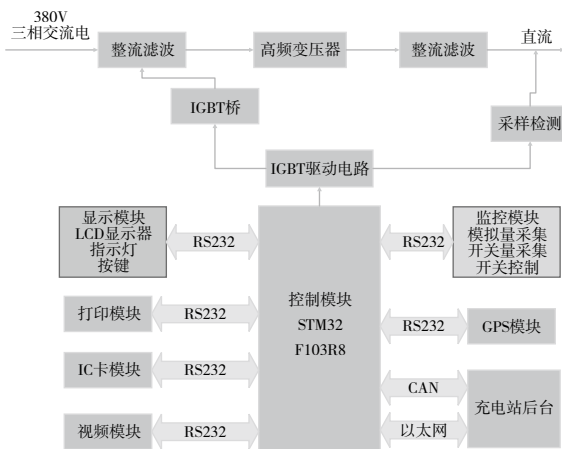 380V
三相交流电
整流滤波
高频变压器
整流滤波
直流
IGBT桥
采样检测
IGBT驱动电路
显示模块
LCD显示器
指示灯
按键
RS232
控制模块
STM32
F103R8
RS232
监控模块
模拟量采集
开关量采集
开关控制
打印模块
RS232
RS232
GPS模块
IC卡模块
RS232
CAN
充电站后台
视频模块
RS232
以太网